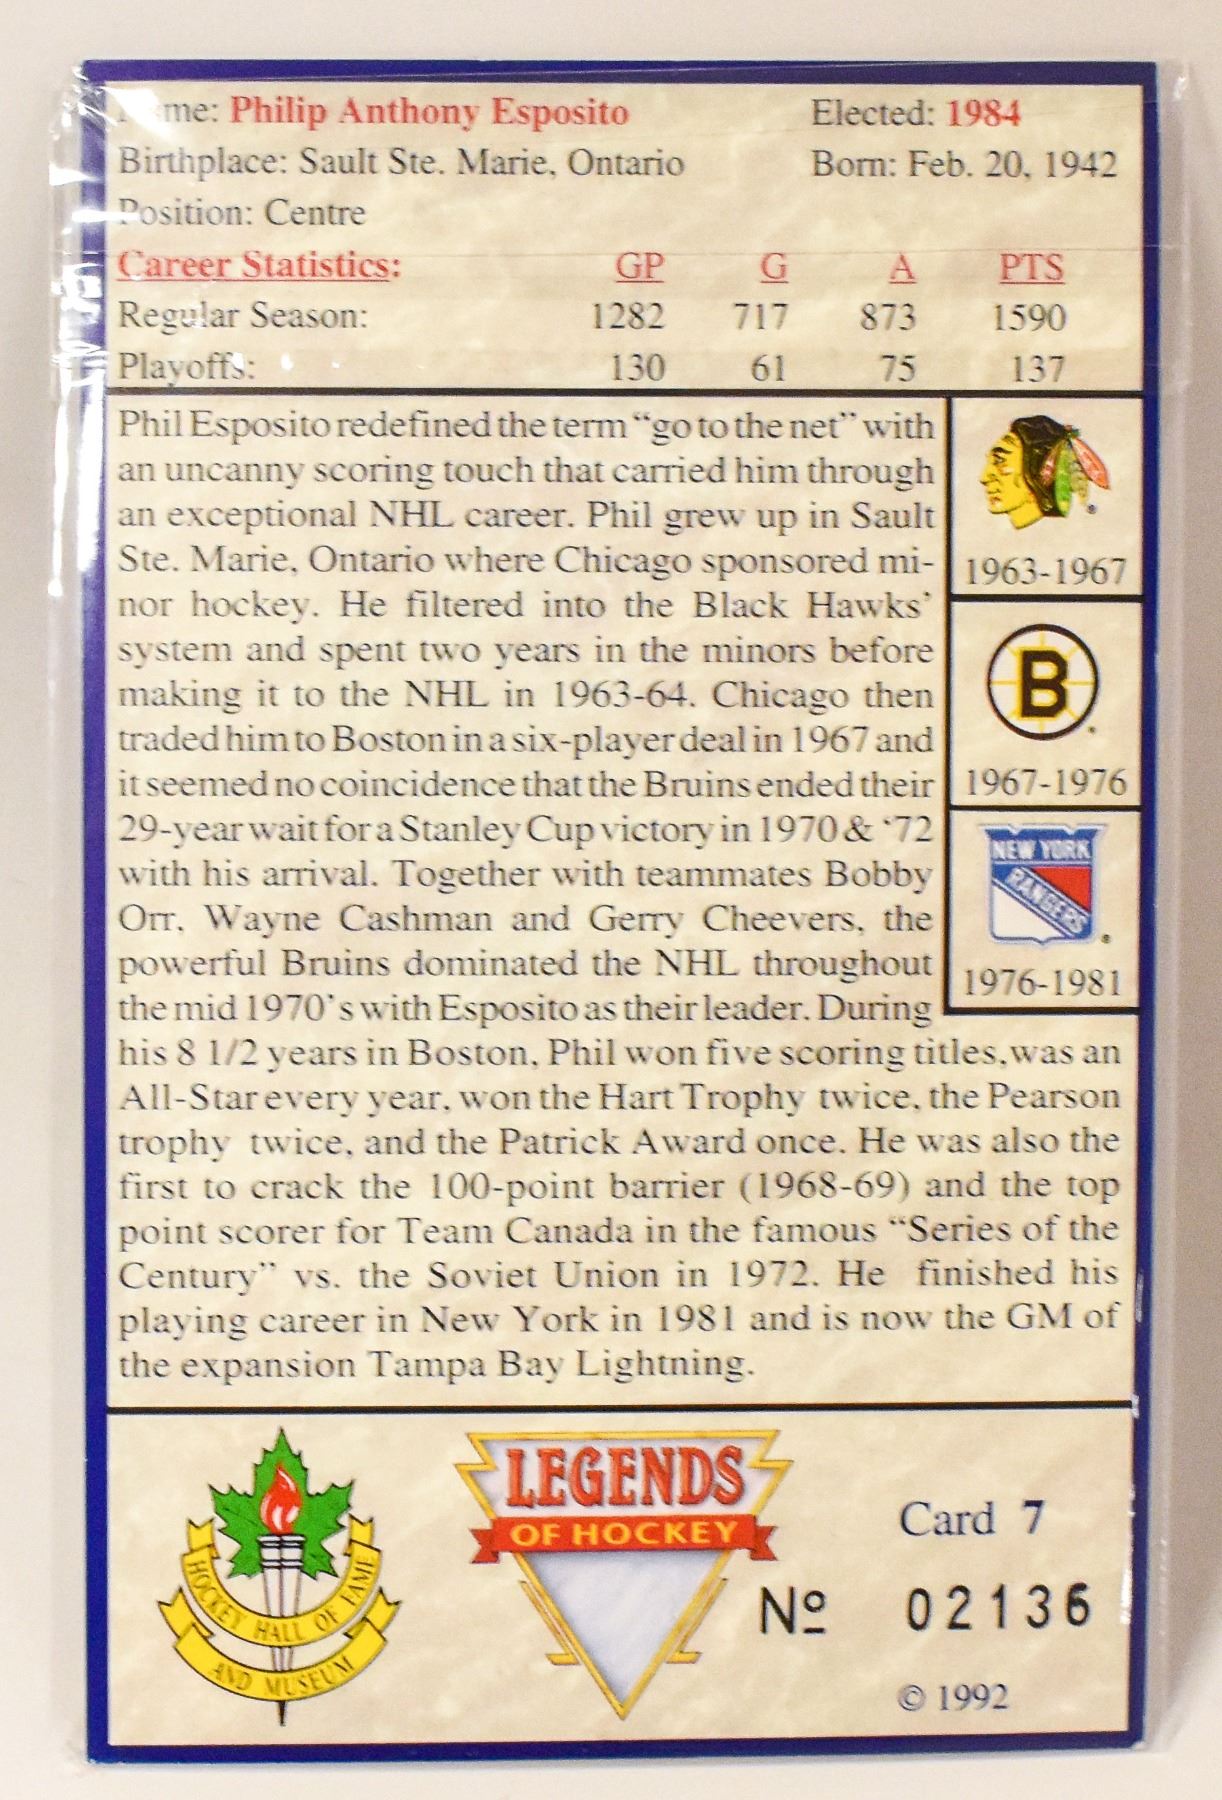 me: Philip Anthony Esposito Elected: 1984
Birthplace: Sault Ste. Marie, Ontario Born: Feb. 20, 1942
Position: Centre
Career Statistics: GP G A PTS
Regular Season: 1282 717 873 1590
Playoffs: 130 61 75 137
Phil Esposito redefined the term “go to the net” with
an uncanny scoring touch that carried him through
an exceptional NHL career. Phil grew up in Sault
Ste. Marie, Ontario where Chicago sponsored mi-
nor hockey. He filtered into the Black Hawks’
system and spent two years in the minors before
making it to the NHL in 1963-64. Chicago then
traded him to Boston in a six-player deal in 1967 and
it seemed no coincidence that the Bruins ended their
29-year wait for a Stanley Cup victory in 1970 & ‘72
with his arrival. Together with teammates Bobby
Orr, Wayne Cashman and Gerry Cheevers, the
powerful Bruins dominated the NHL throughout
the mid 1970’s with Esposito as their leader. During
his 8 1/2 years in Boston, Phil won five scoring titles, was an
All-Star every year, won the Hart Trophy twice, the Pearson
trophy twice, and the Patrick Award once. He was also the
first to crack the 100-point barrier (1968-69) and the top
point scorer for Team Canada in the famous “Series of the
Century” vs. the Soviet Union in 1972. He finished his
playing career in New York in 1981 and is now the GM of
the expansion Tampa Bay Lightning.
1963-1967
B
1967-1976
NEW YORK
RANGERS
1976-1981
HOCKEY HALL OF FAME
AND MUSEUM
LEGENDS
OF HOCKEY
Card 7
Nº 02136
© 1992